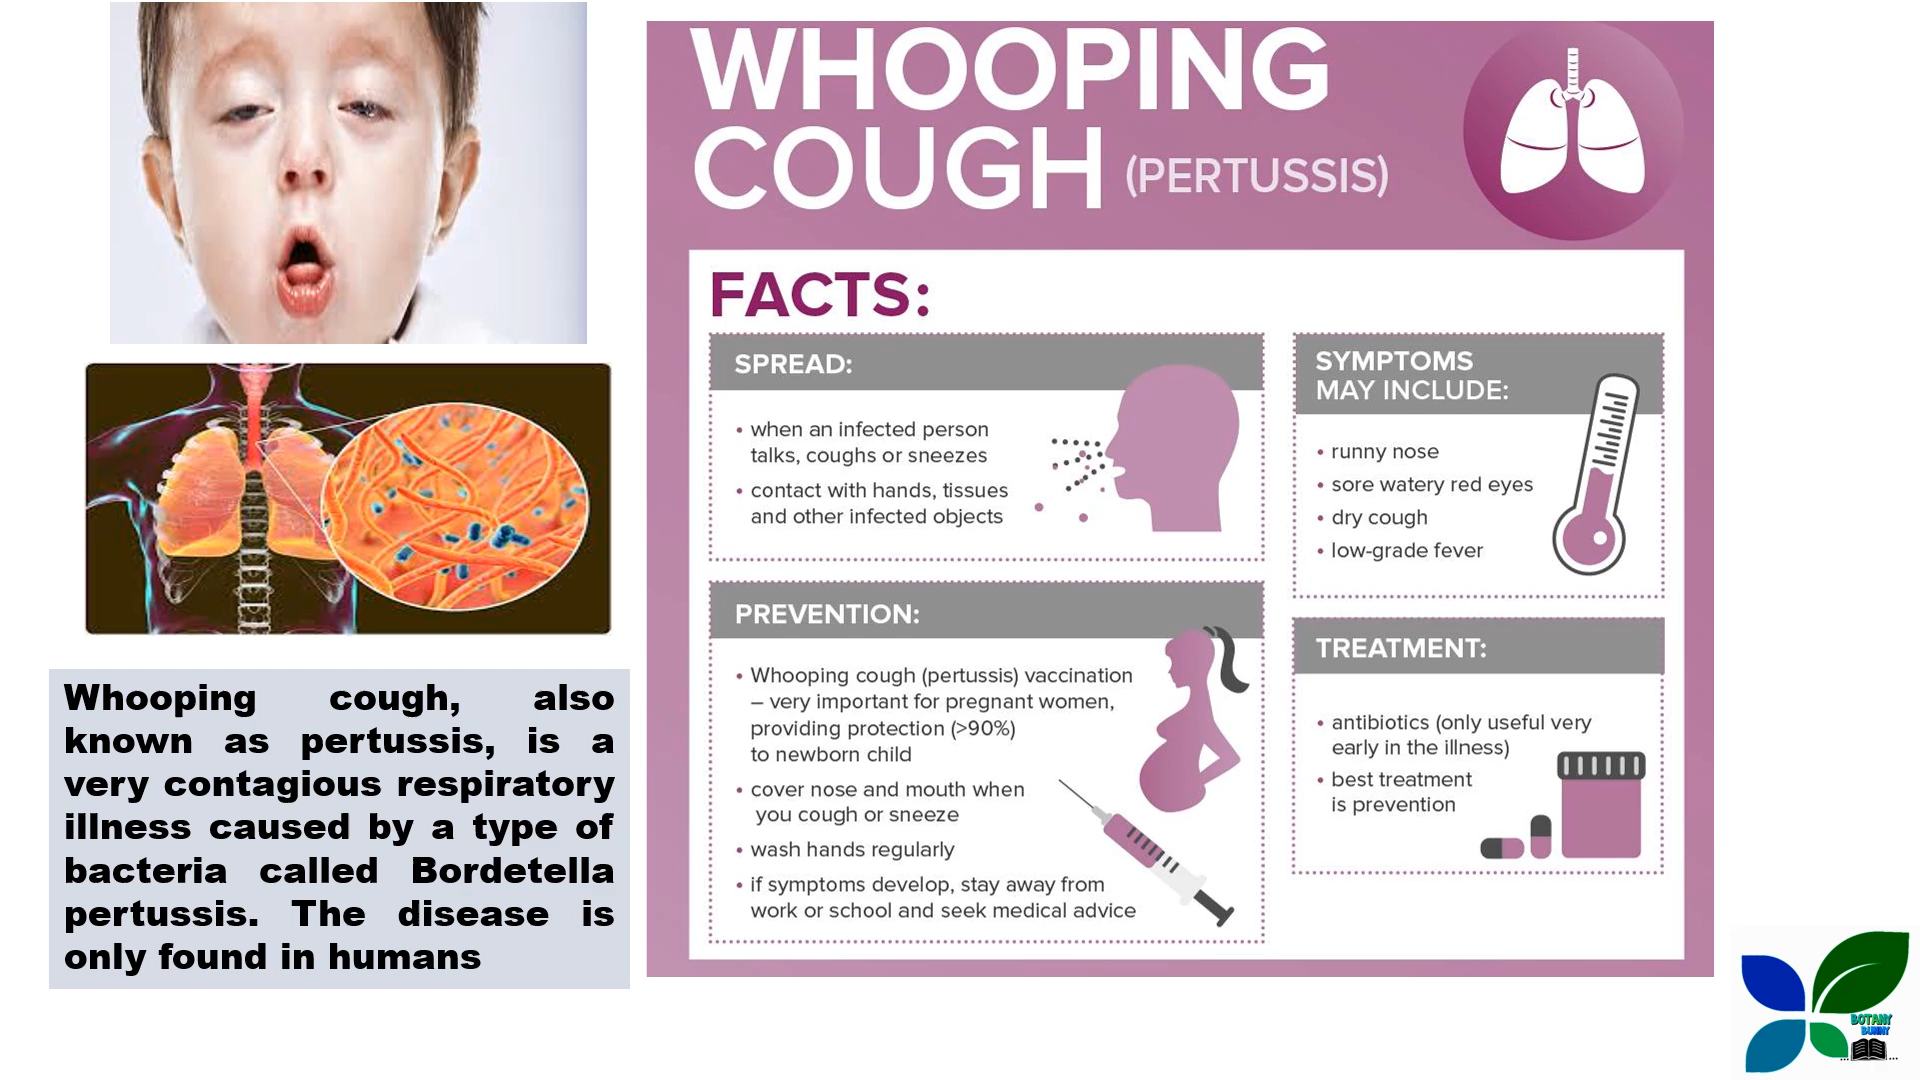 WHOOPING
COUGH (PERTUSSIS)
FACTS:
SPREAD:
• when an infected person
talks, coughs or sneezes
• contact with hands, tissues
and other infected objects
SYMPTOMS
MAY INCLUDE:
• runny nose
• sore watery red eyes
• dry cough
• low-grade fever
PREVENTION:
• Whooping cough (pertussis) vaccination
– very important for pregnant women,
providing protection (>90%)
to newborn child
• cover nose and mouth when
you cough or sneeze
• wash hands regularly
• if symptoms develop, stay away from
work or school and seek medical advice
TREATMENT:
• antibiotics (only useful very
early in the illness)
• best treatment
is prevention
Whooping cough, also
known as pertussis, is a
very contagious respiratory
illness caused by a type of
bacteria called Bordetella
pertussis. The disease is
only found in humans
BOTANY
BUNNY